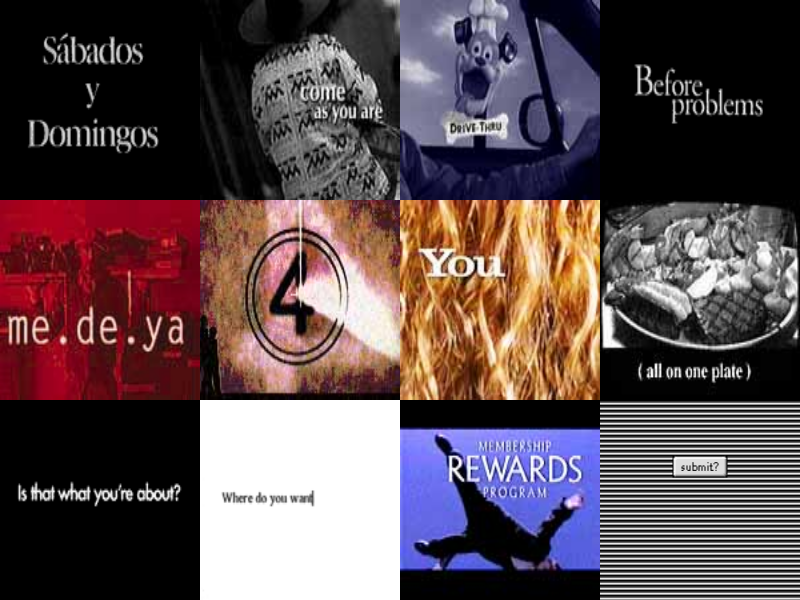 Sábados
y
Domingos
come
as you are
DRIVE-THRU
Before
problems
me.de.ya
4
You
( all on one plate )
Is that what you're about?
Where do you want
MEMBERSHIP
REWARDS
PROGRAM
submit?